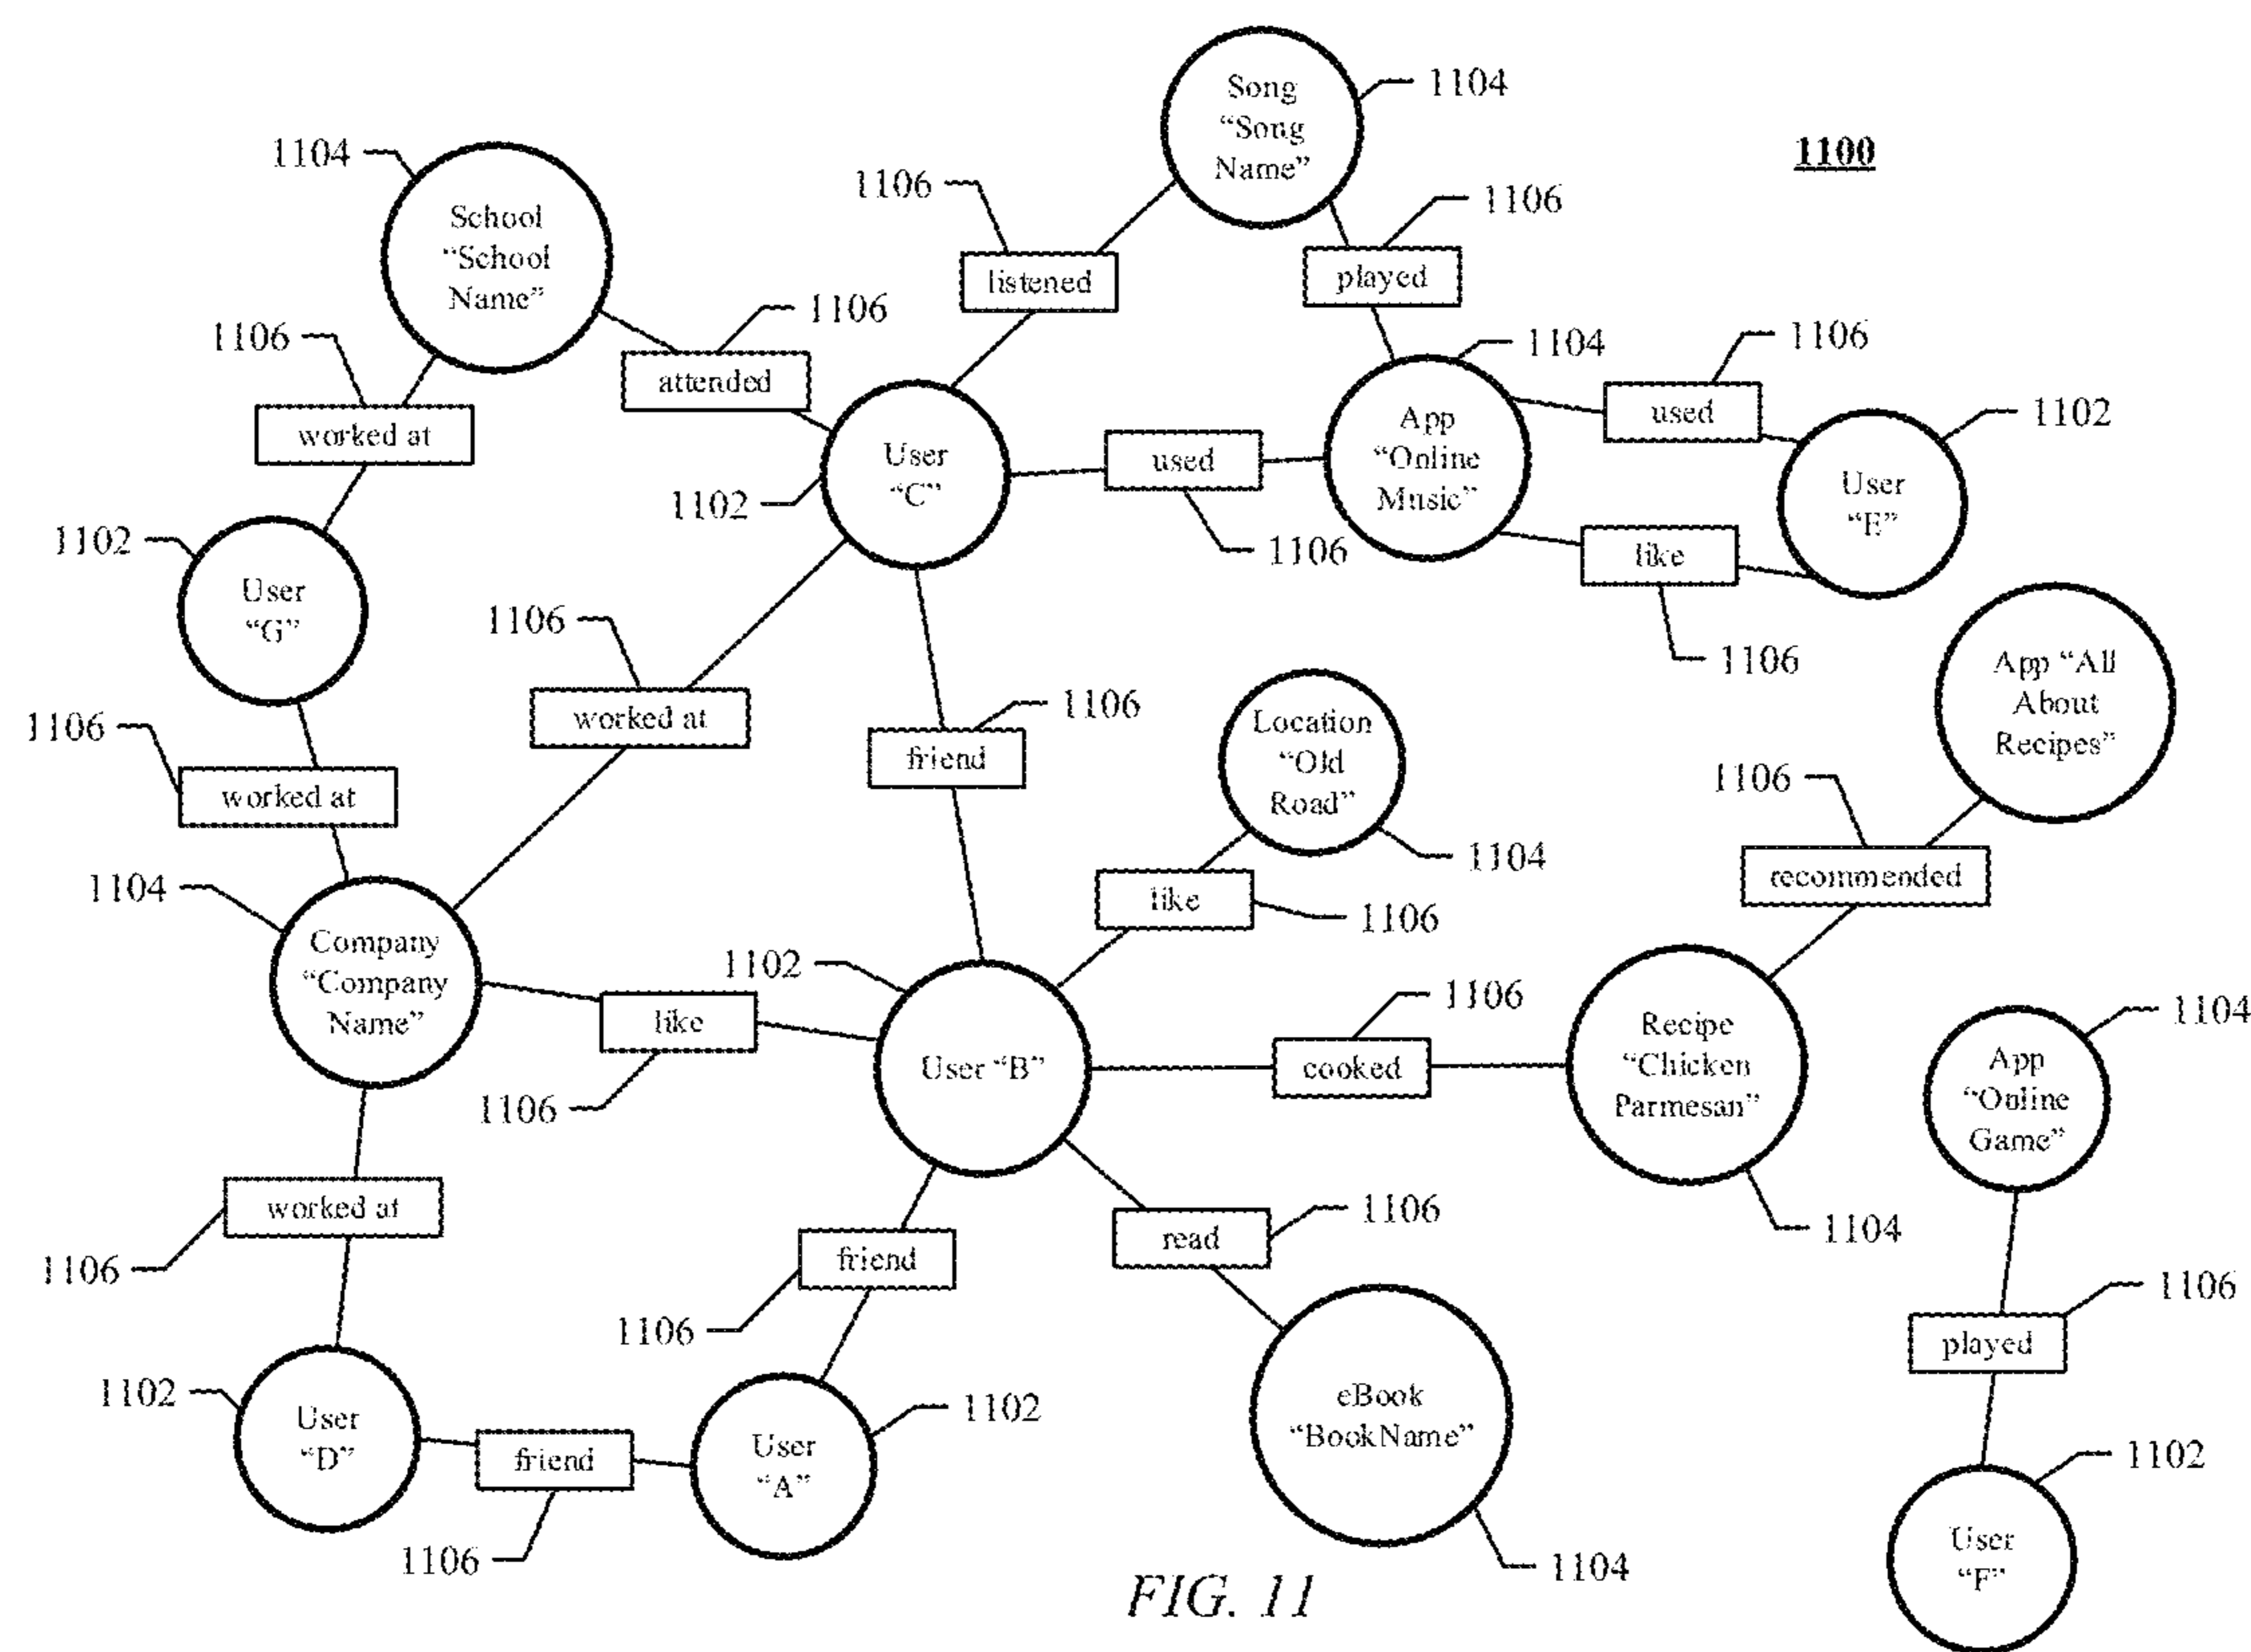 Song
“Song
Name”
1104
1100
1104
School
“School
Name”
1106
listened
1106
played
1106
attended
1106
worked at
1106
1104
App
“Online
Music”
used
1106
User
“E”
1102
User
“C”
1102
used
1106
like
1106
1102
User
“G”
1106
worked at
1106
worked at
friend
1106
Location
“Old
Road”
1104
App “All
About
Recipes”
1106
recommended
like
1106
1104
Company
“Company
Name”
1102
User “B”
like
1106
cooked
1106
Recipe
“Chicken
Parmesan”
1104
App
“Online
Game”
1104
worked at
1106
friend
1106
read
1106
played
1106
1102
User
“D”
friend
1106
User
“A”
1102
eBook
“BookName”
1104
User
“F”
1102
FIG. 11